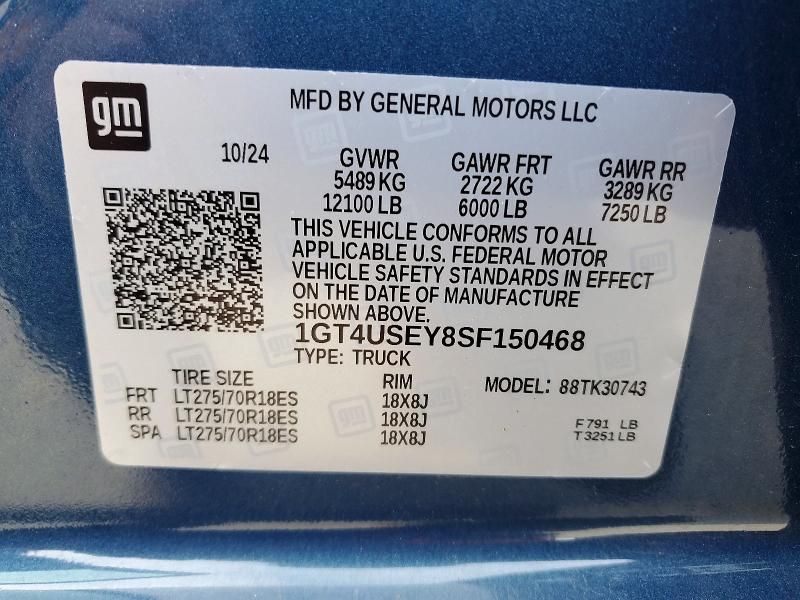 gm
MFD BY GENERAL MOTORS LLC
10/24
GVWR GAWR FRT GAWR RR
5489 KG 2722 KG 3289 KG
12100 LB 6000 LB 7250 LB
THIS VEHICLE CONFORMS TO ALL
APPLICABLE U.S. FEDERAL MOTOR
VEHICLE SAFETY STANDARDS IN EFFECT
ON THE DATE OF MANUFACTURE
SHOWN ABOVE.
1GT4USEY8SF150468
TYPE: TRUCK
TIRE SIZE RIM MODEL: 88TK30743
FRT LT275/70R18ES 18X8J
RR LT275/70R18ES 18X8J
SPA LT275/70R18ES 18X8J
F 791 LB
T 3251 LB